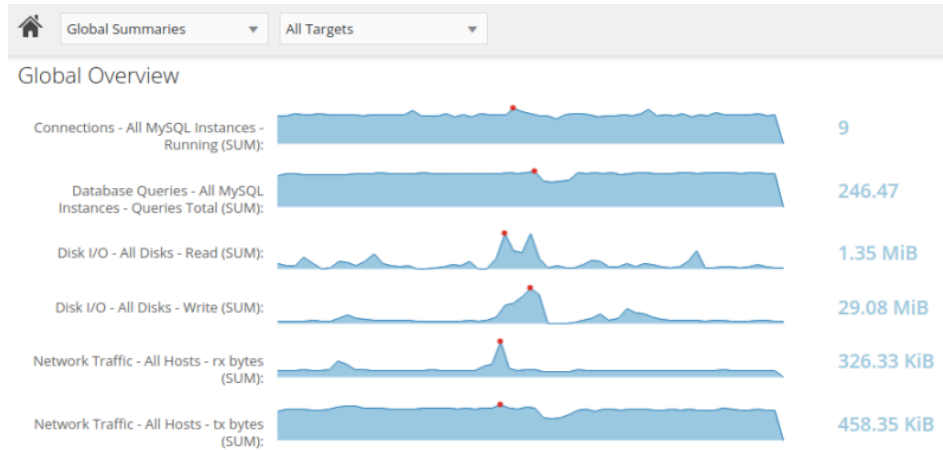 Global Summaries
All Targets
Global Overview
Connections - All MySQL Instances -
Running (SUM):
9
Database Queries - All MySQL
Instances - Queries Total (SUM):
246.47
Disk I/O - All Disks - Read (SUM):
1.35 MiB
Disk I/O - All Disks - Write (SUM):
29.08 MiB
Network Traffic - All Hosts - rx bytes
(SUM):
326.33 KiB
Network Traffic - All Hosts - tx bytes
(SUM):
458.35 KiB